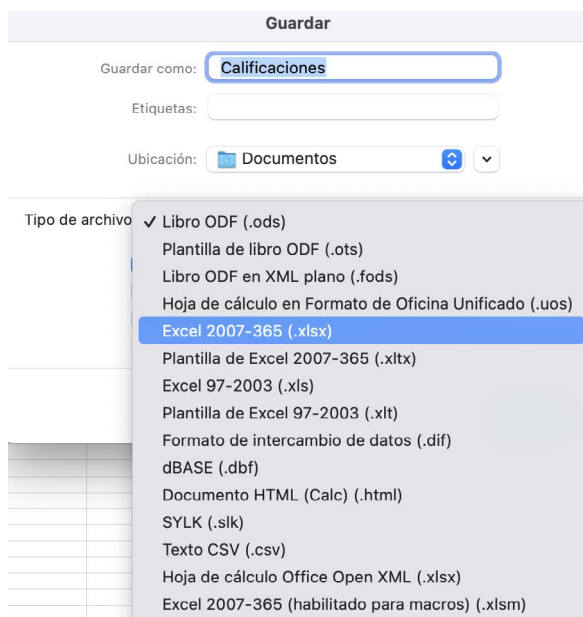 Guardar
Guardar como: Calificaciones
Etiquetas:
Ubicación: Documentos
Tipo de archivo ✓ Libro ODF (.ods)
Plantilla de libro ODF (.ots)
Libro ODF en XML plano (.fods)
Hoja de cálculo en Formato de Oficina Unificado (.uos)
Excel 2007-365 (.xlsx)
Plantilla de Excel 2007-365 (.xltx)
Excel 97-2003 (.xls)
Plantilla de Excel 97-2003 (.xlt)
Formato de intercambio de datos (.dif)
dBASE (.dbf)
Documento HTML (Calc) (.html)
SYLK (.slk)
Texto CSV (.csv)
Hoja de cálculo Office Open XML (.xlsx)
Excel 2007-365 (habilitado para macros) (.xlsm)